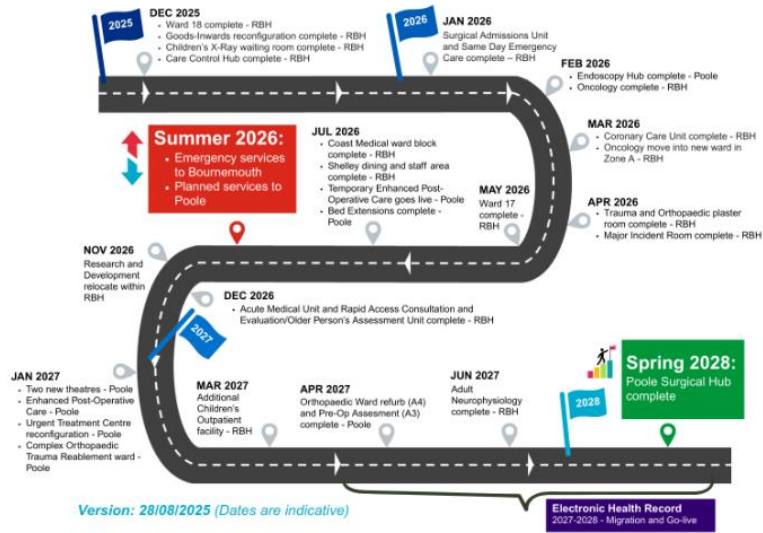 DEC 2025
2025
• Ward 18 complete - RBH
• Goods-Inwards reconfiguration complete - RBH
• Children's X-Ray waiting room complete - RBH
• Care Control Hub complete - RBH
2026
JAN 2026
Surgical Admissions Unit
and Same Day Emergency
Care complete – RBH
FEB 2026
• Endoscopy Hub complete - Poole
• Oncology complete - RBH
MAR 2026
• Coronary Care Unit complete - RBH
• Oncology move into new ward in
Zone A - RBH
APR 2026
• Trauma and Orthopaedic plaster
room complete - RBH
• Major Incident Room complete - RBH
MAY 2026
Ward 17
complete -
RBH
JUL 2026
• Coast Medical ward block
complete - RBH
• Shelley dining and staff area
complete - RBH
• Temporary Enhanced Post-
Operative Care goes live - Poole
• Bed Extensions complete -
Poole
Summer 2026:
• Emergency services
to Bournemouth
• Planned services to
Poole
NOV 2026
Research and
Development
relocate within
RBH
DEC 2026
• Acute Medical Unit and Rapid Access Consultation and
Evaluation/Older Person's Assessment Unit complete - RBH
2027
JAN 2027
• Two new theatres - Poole
• Enhanced Post-Operative
Care - Poole
• Urgent Treatment Centre
reconfiguration - Poole
• Complex Orthopaedic
Trauma Reablement ward -
Poole
MAR 2027
Additional
Children's
Outpatient
facility - RBH
APR 2027
Orthopaedic Ward refurb (A4)
and Pre-Op Assesment (A3)
complete - Poole
JUN 2027
Adult
Neurophysiology
complete - RBH
2028
Spring 2028:
Poole Surgical Hub
complete
Electronic Health Record
2027-2028 - Migration and Go-live
Version: 28/08/2025 (Dates are indicative)